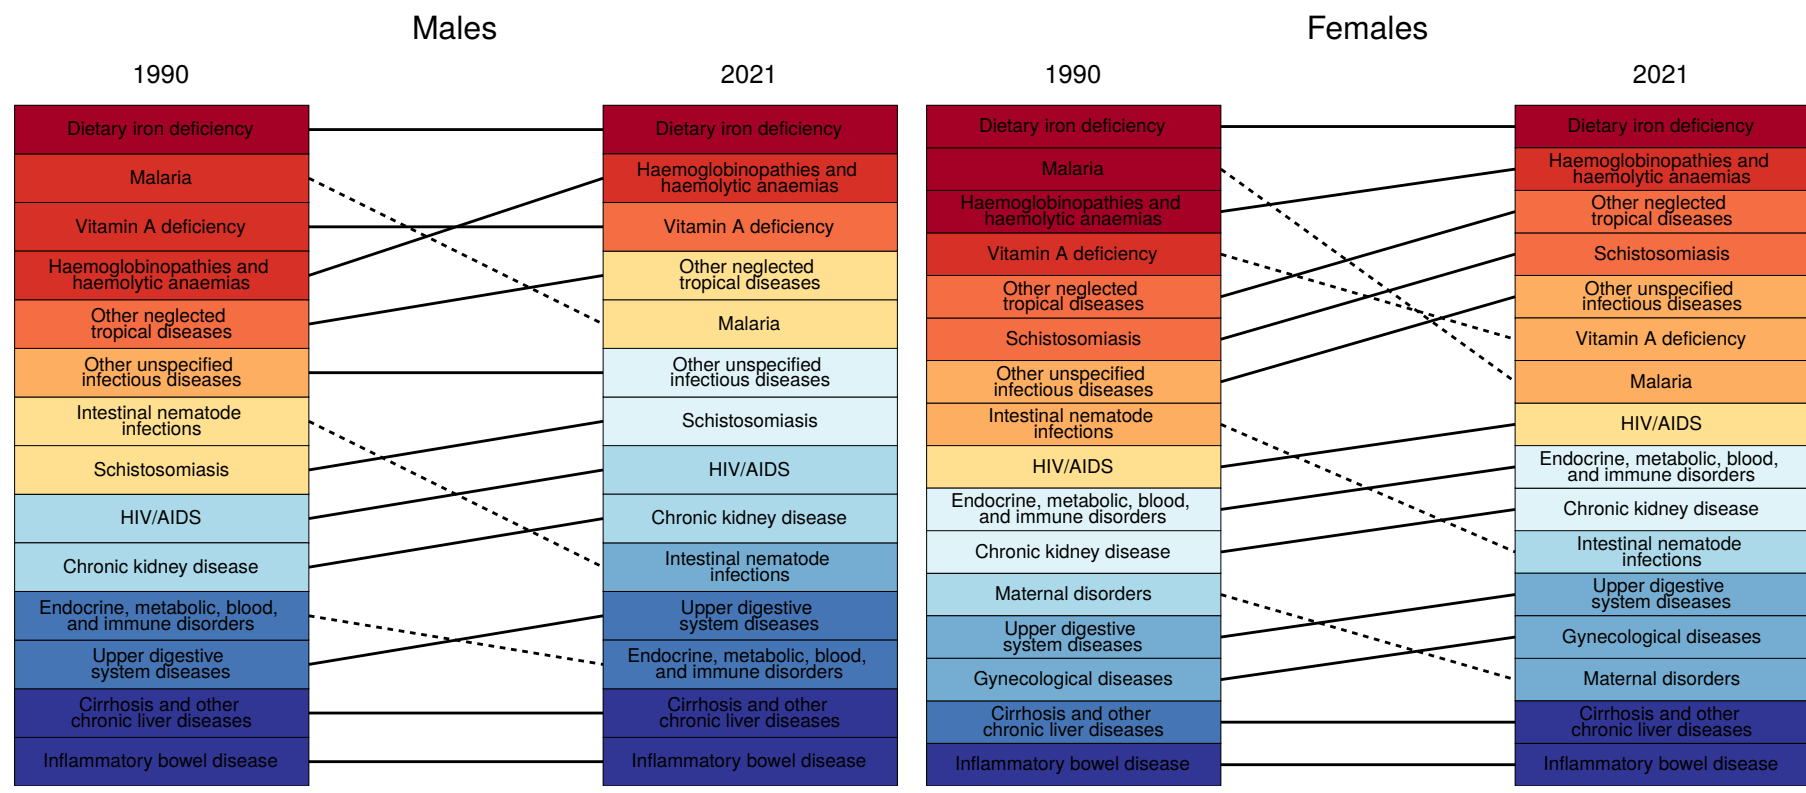 Males
1990
2021
Dietary iron deficiency
Malaria
Vitamin A deficiency
Haemoglobinopathies and
haemolytic anaemias
Other neglected
tropical diseases
Other unspecified
infectious diseases
Intestinal nematode
infections
Schistosomiasis
HIV/AIDS
Chronic kidney disease
Endocrine, metabolic, blood,
and immune disorders
Upper digestive
system diseases
Cirrhosis and other
chronic liver diseases
Inflammatory bowel disease
Dietary iron deficiency
Haemoglobinopathies and
haemolytic anaemias
Vitamin A deficiency
Other neglected
tropical diseases
Malaria
Other unspecified
infectious diseases
Schistosomiasis
HIV/AIDS
Chronic kidney disease
Intestinal nematode
infections
Upper digestive
system diseases
Endocrine, metabolic, blood,
and immune disorders
Cirrhosis and other
chronic liver diseases
Inflammatory bowel disease
Females
1990
2021
Dietary iron deficiency
Malaria
Haemoglobinopathies and
haemolytic anaemias
Vitamin A deficiency
Other neglected
tropical diseases
Schistosomiasis
Other unspecified
infectious diseases
Intestinal nematode
infections
HIV/AIDS
Endocrine, metabolic, blood,
and immune disorders
Chronic kidney disease
Maternal disorders
Upper digestive
system diseases
Gynecological diseases
Cirrhosis and other
chronic liver diseases
Inflammatory bowel disease
Dietary iron deficiency
Haemoglobinopathies and
haemolytic anaemias
Other neglected
tropical diseases
Schistosomiasis
Other unspecified
infectious diseases
Vitamin A deficiency
Malaria
HIV/AIDS
Endocrine, metabolic, blood,
and immune disorders
Chronic kidney disease
Intestinal nematode
infections
Upper digestive
system diseases
Gynecological diseases
Maternal disorders
Cirrhosis and other
chronic liver diseases
Inflammatory bowel disease